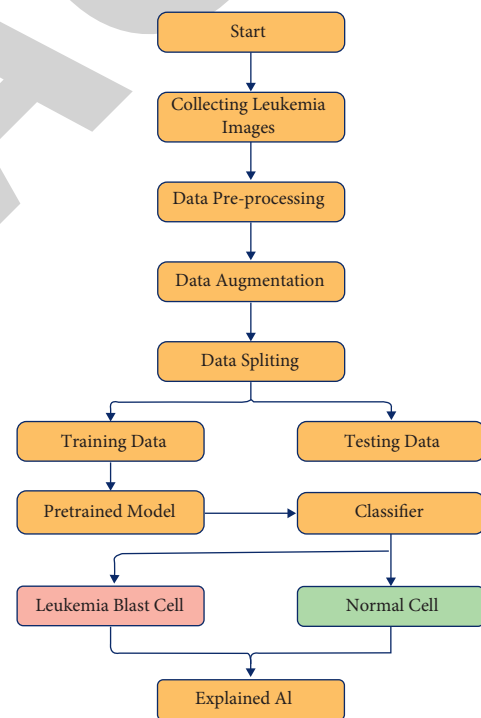 Start
Collecting Leukemia
Images
Data Pre-processing
Data Augmentation
Data Spliting
Training Data
Testing Data
Pretrained Model
Classifier
Leukemia Blast Cell
Normal Cell
Explained Al